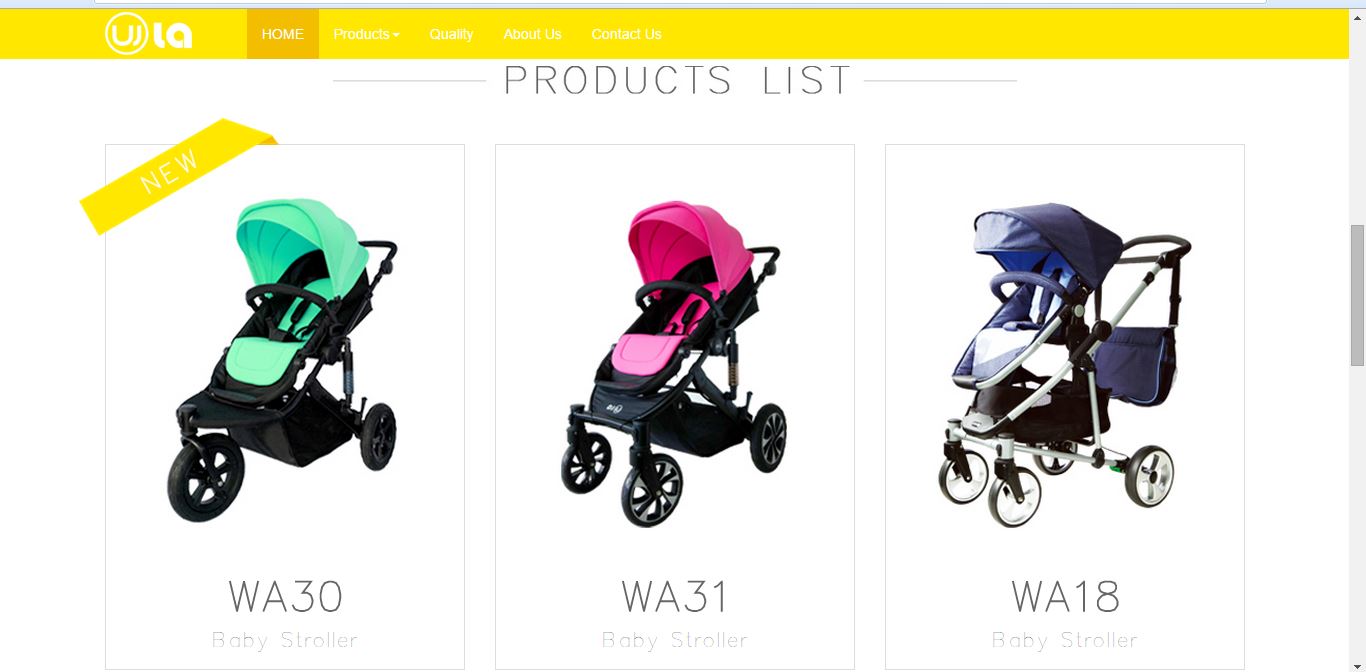 HOME Products Quality About Us Contact Us
PRODUCTS LIST
NEW
WA30
Baby Stroller
WA31
Baby Stroller
WA18
Baby Stroller